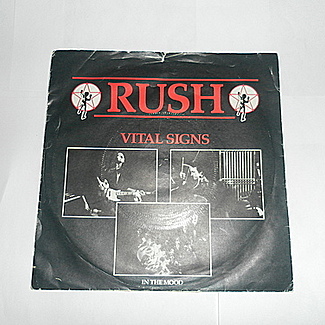 RUSH
VITAL SIGNS
IN THE MOOD